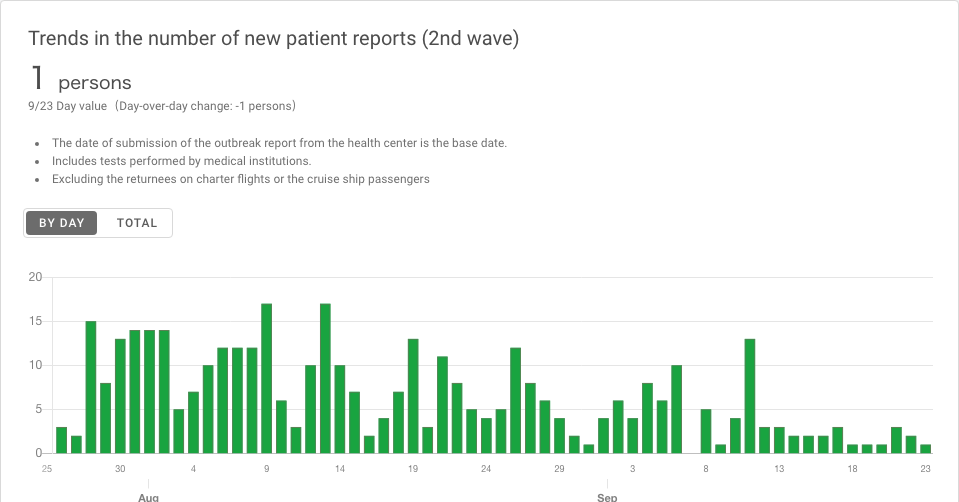 Trends in the number of new patient reports (2nd wave)
1 persons
9/23 Day value (Day-over-day change: -1 persons)
The date of submission of the outbreak report from the health center is the base date.
Includes tests performed by medical institutions.
Excluding the returnees on charter flights or the cruise ship passengers
BY DAY TOTAL
20
15
10
5
0
25 30 4 9 14 19 24 29 3 8 13 18 23
Aug Sep